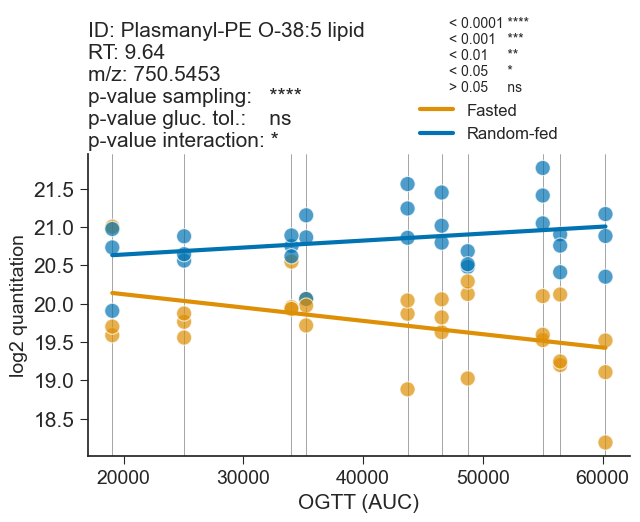 ID: Plasmanyl-PE O-38:5 lipid
RT: 9.64
m/z: 750.5453
p-value sampling: ****
p-value gluc. tol.: ns
p-value interaction: *
< 0.0001 ****
< 0.001 ***
< 0.01 **
< 0.05 *
> 0.05 ns
Fasted
Random-fed
log2 quantitation
21.5
21.0
20.5
20.0
19.5
19.0
18.5
20000 30000 40000 50000 60000
OGTT (AUC)